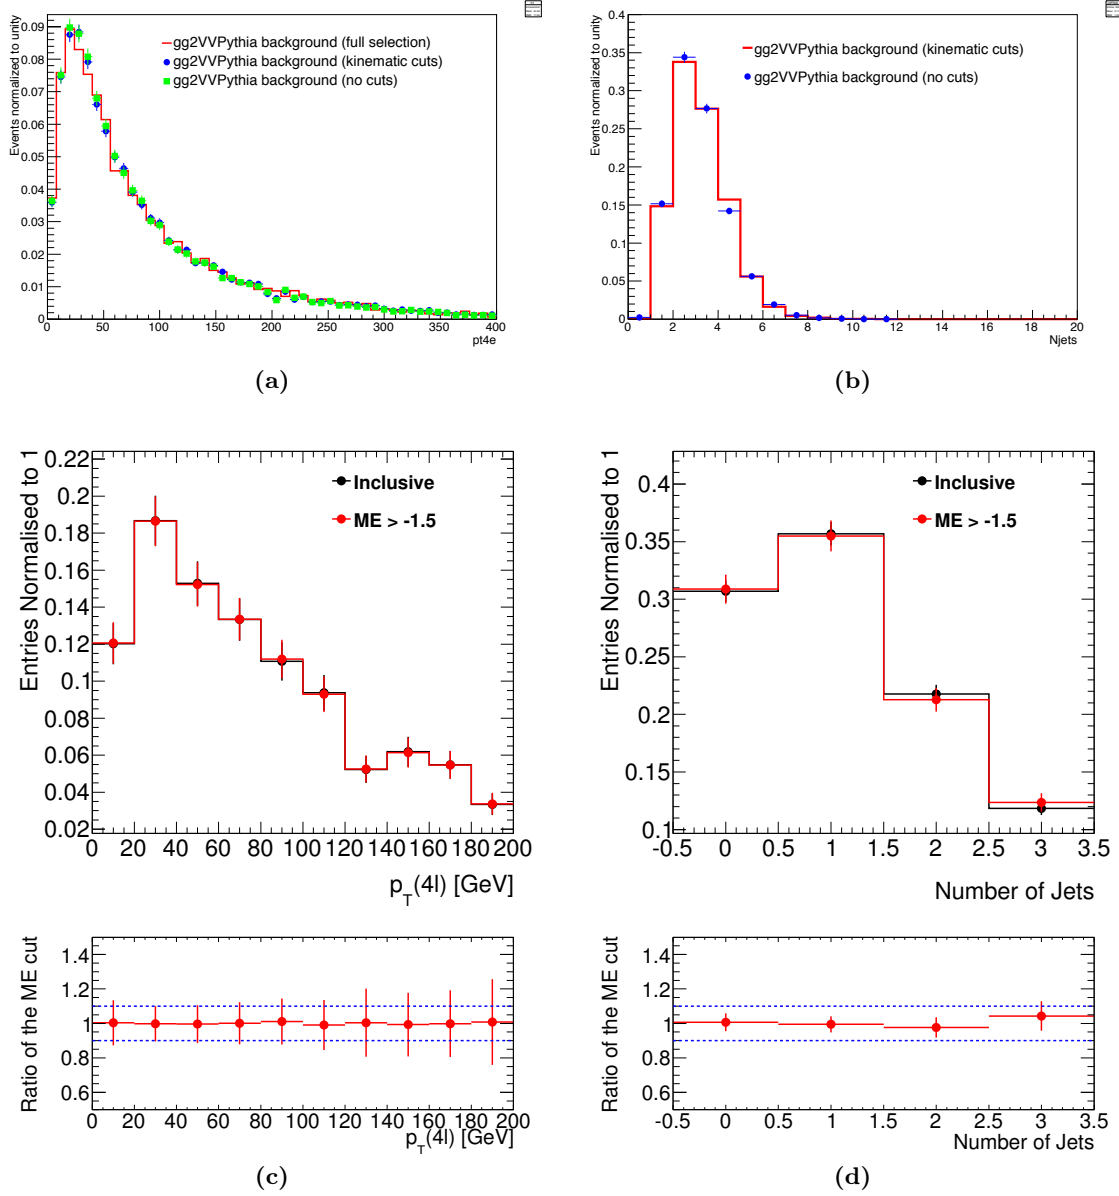 Events normalized to unity
0.09
0.08
0.07
0.06
0.05
0.04
0.03
0.02
0.01
0
gg2VVPythia background (full selection)
gg2VVPythia background (kinematic cuts)
gg2VVPythia background (no cuts)
0 50 100 150 200 250 300 350 400
pt4e
(a)
Events normalized to unity
0.4
0.35
0.3
0.25
0.2
0.15
0.1
0.05
0
gg2VVPythia background (kinematic cuts)
gg2VVPythia background (no cuts)
0 2 4 6 8 10 12 14 16 18 20
Njets
(b)
Entries Normalised to 1
0.22
0.2
0.18
0.16
0.14
0.12
0.1
0.08
0.06
0.04
0.02
Inclusive
ME > -1.5
0 20 40 60 80 100 120 140 160 180 200
p_T(4l) [GeV]
Entries Normalised to 1
0.4
0.35
0.3
0.25
0.2
0.15
0.1
Inclusive
ME > -1.5
-0.5 0 0.5 1 1.5 2 2.5 3 3.5
Number of Jets
Ratio of the ME cut
1.4
1.2
1
0.8
0.6
0 20 40 60 80 100 120 140 160 180 200
p_T(4l) [GeV]
(c)
Ratio of the ME cut
1.4
1.2
1
0.8
0.6
-0.5 0 0.5 1 1.5 2 2.5 3 3.5
Number of Jets
(d)